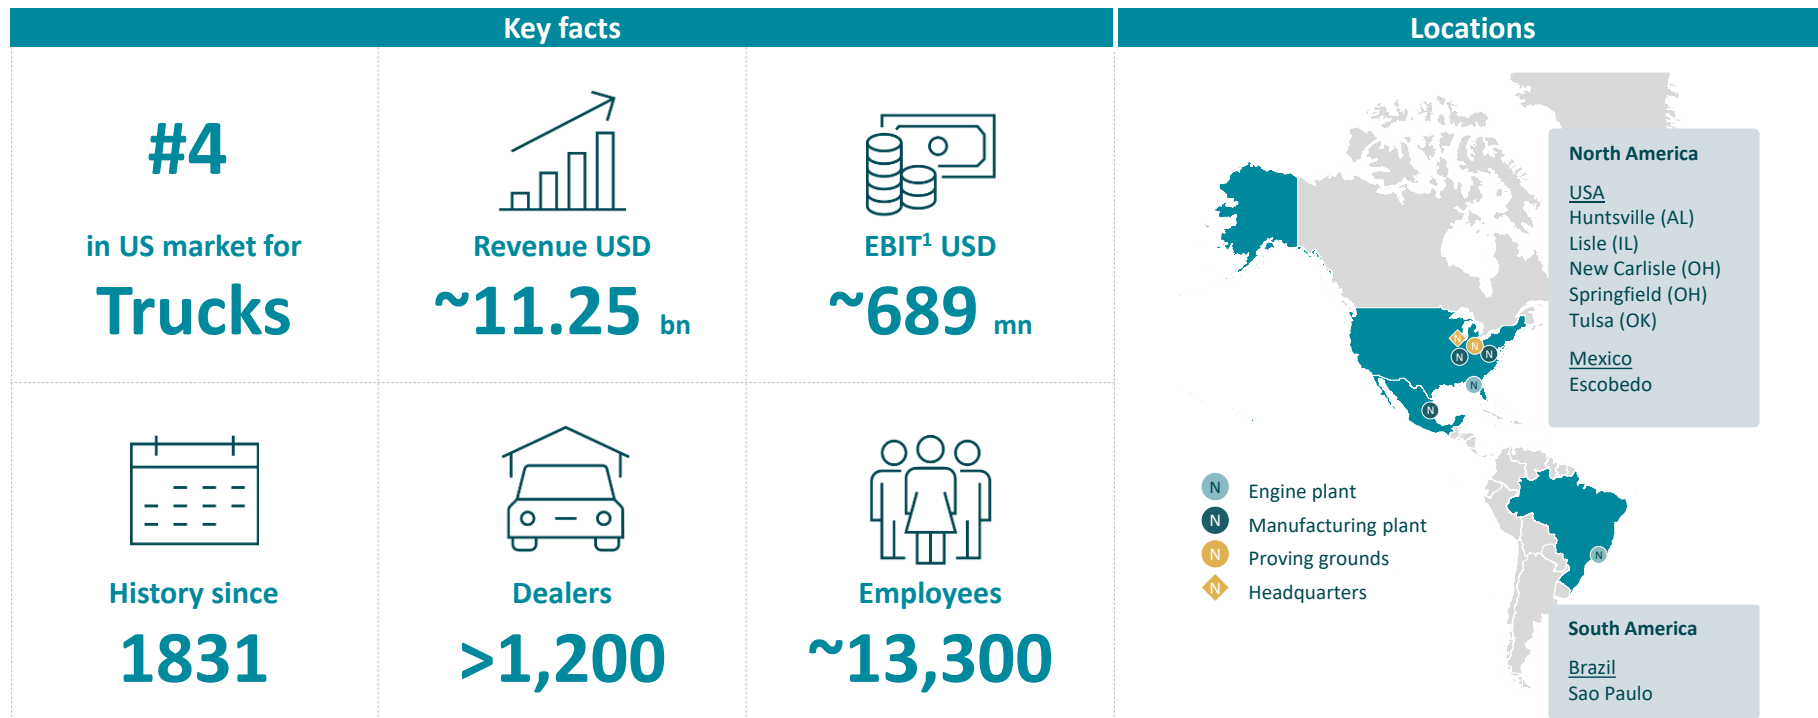 Key facts
#4
in US market for
Trucks
Revenue USD
~11.25 bn
EBIT¹ USD
~689 mn
History since
1831
Dealers
>1,200
Employees
~13,300
Locations
North America
USA
Huntsville (AL)
Lisle (IL)
New Carlisle (OH)
Springfield (OH)
Tulsa (OK)
Mexico
Escobedo
N
N
N
N
N
N
N
N Engine plant
N Manufacturing plant
N Proving grounds
N Headquarters
South America
Brazil
Sao Paulo